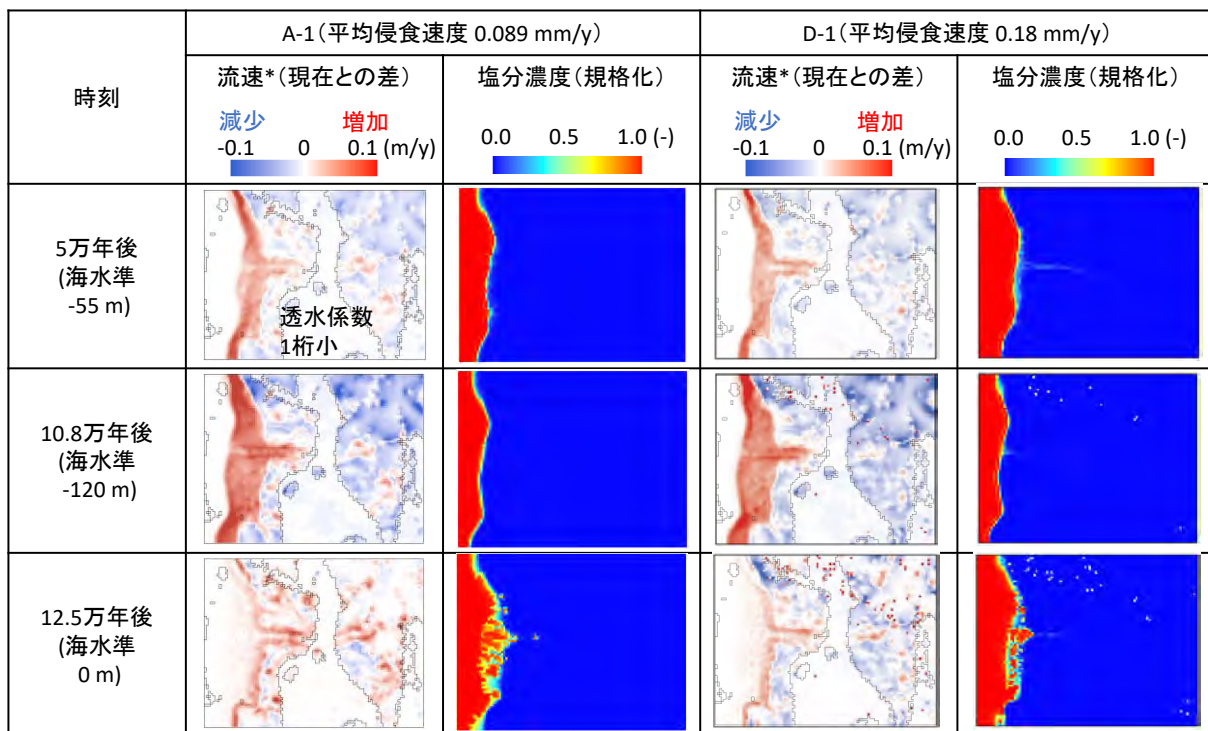 時刻
A-1（平均侵食速度 0.089 mm/y）
D-1（平均侵食速度 0.18 mm/y）
流速*（現在との差）
減少 増加
-0.1 0 0.1 (m/y)
塩分濃度（規格化）
0.0 0.5 1.0 (-)
流速*（現在との差）
減少 増加
-0.1 0 0.1 (m/y)
塩分濃度（規格化）
0.0 0.5 1.0 (-)
5万年後
(海水準
-55 m)
透水係数
1桁小
10.8万年後
(海水準
-120 m)
12.5万年後
(海水準
0 m)